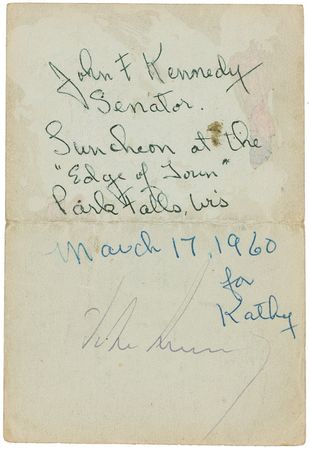 John F Kennedy
Senator.
Luncheon at the
"Edge of Town"
Park Falls, Wis
March 17, 1960
for
Kathy